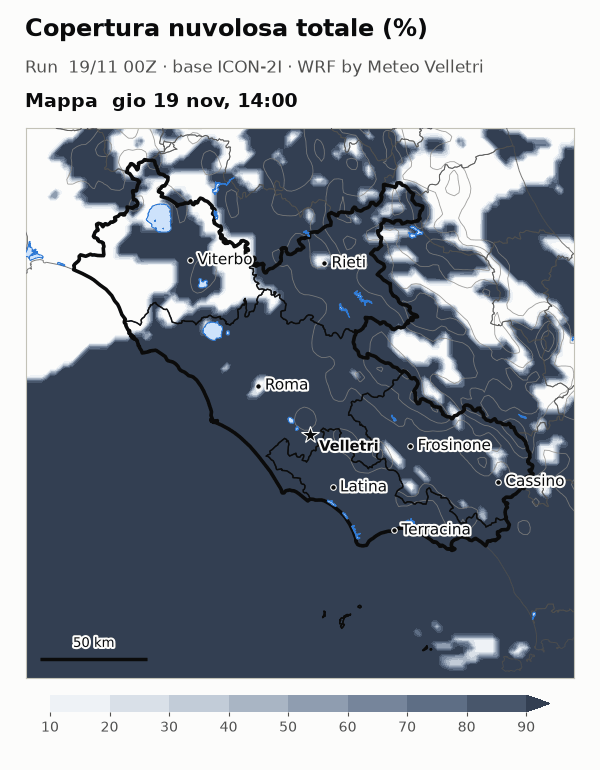 Copertura nuvolosa totale (%)
Run  19/11 00Z · base ICON-2I · WRF by Meteo Velletri
Mappa  gio 19 nov, 14:00
Viterbo
Rieti
Roma
Velletri
Frosinone
Latina
Cassino
Terracina
50 km
10 20 30 40 50 60 70 80 90